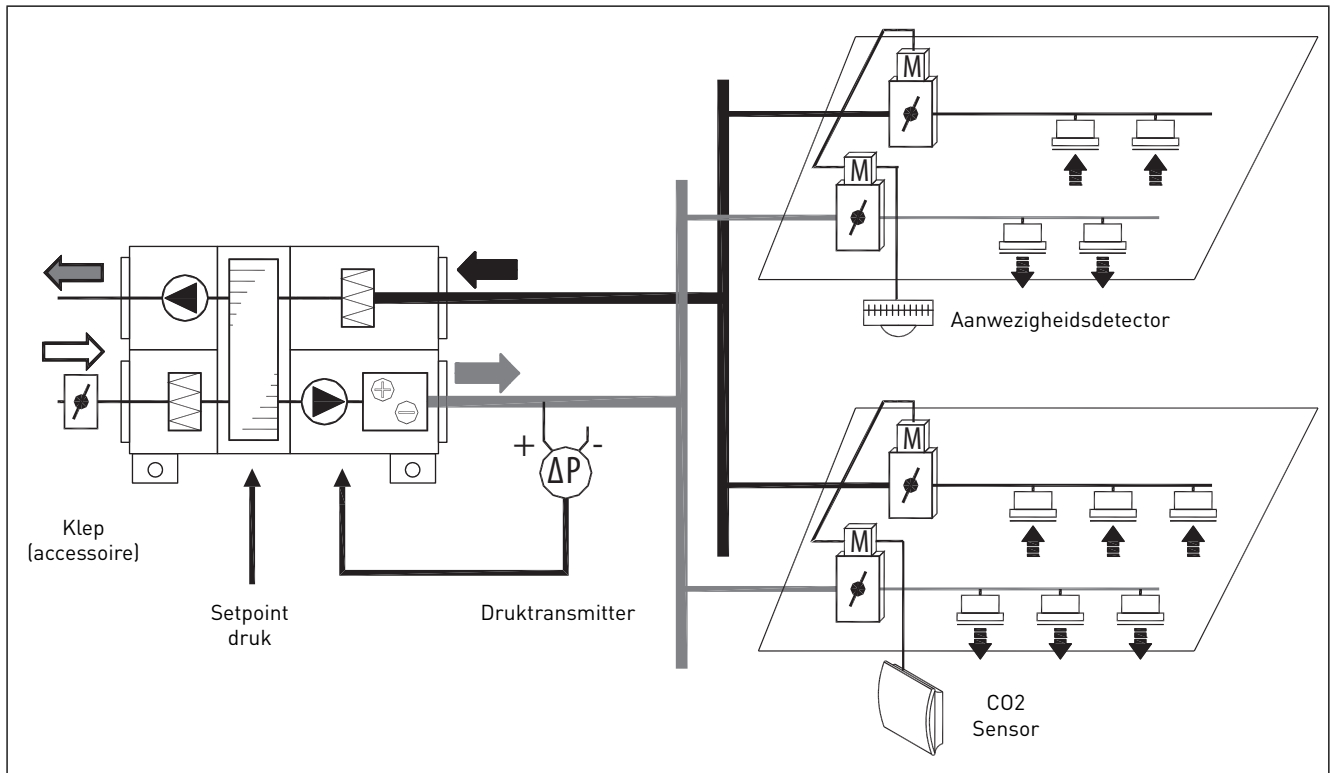 M
M
Aanwezigheidsdetector
+
-
ΔP
Klep
(accessoire)
Setpoint
druk
Druktransmitter
M
M
CO2
Sensor